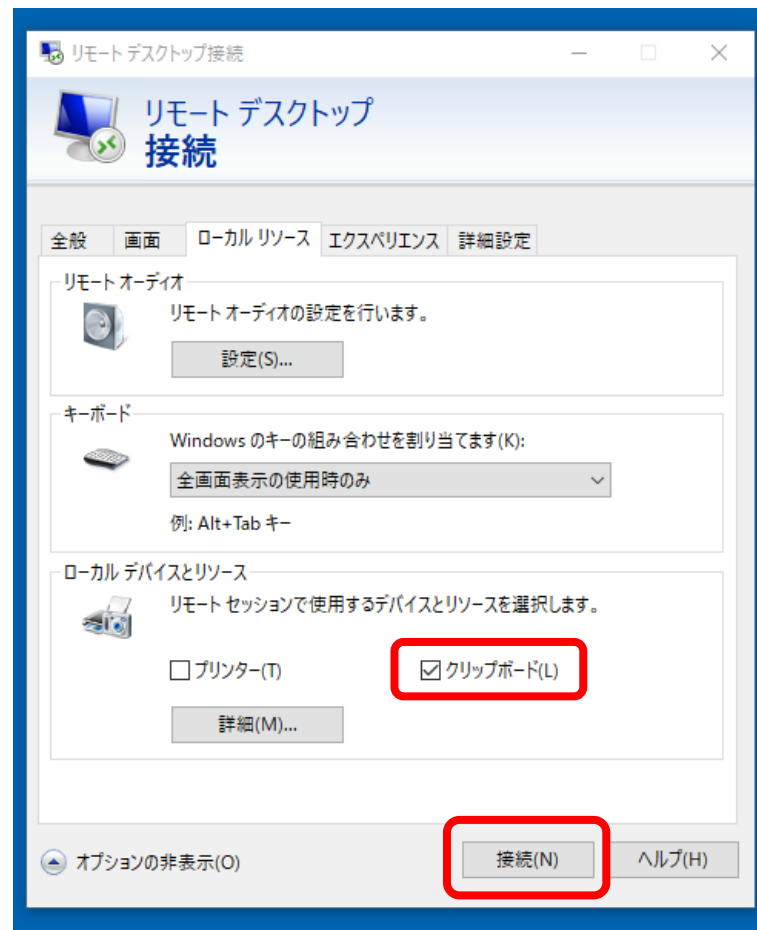 リモート デスクトップ接続
リモート デスクトップ
接続
全般 画面 ローカル リソース エクスペリエンス 詳細設定
リモート オーディオ
リモート オーディオの設定を行います。
設定(S)...
キーボード
Windows のキーの組み合わせを割り当てます(K):
全画面表示の使用時のみ
例: Alt+Tab キー
ローカル デバイスとリソース
リモート セッションで使用するデバイスとリソースを選択します。
プリンター(T) クリップボード(L)
詳細(M)...
オプションの非表示(O) 接続(N) ヘルプ(H)